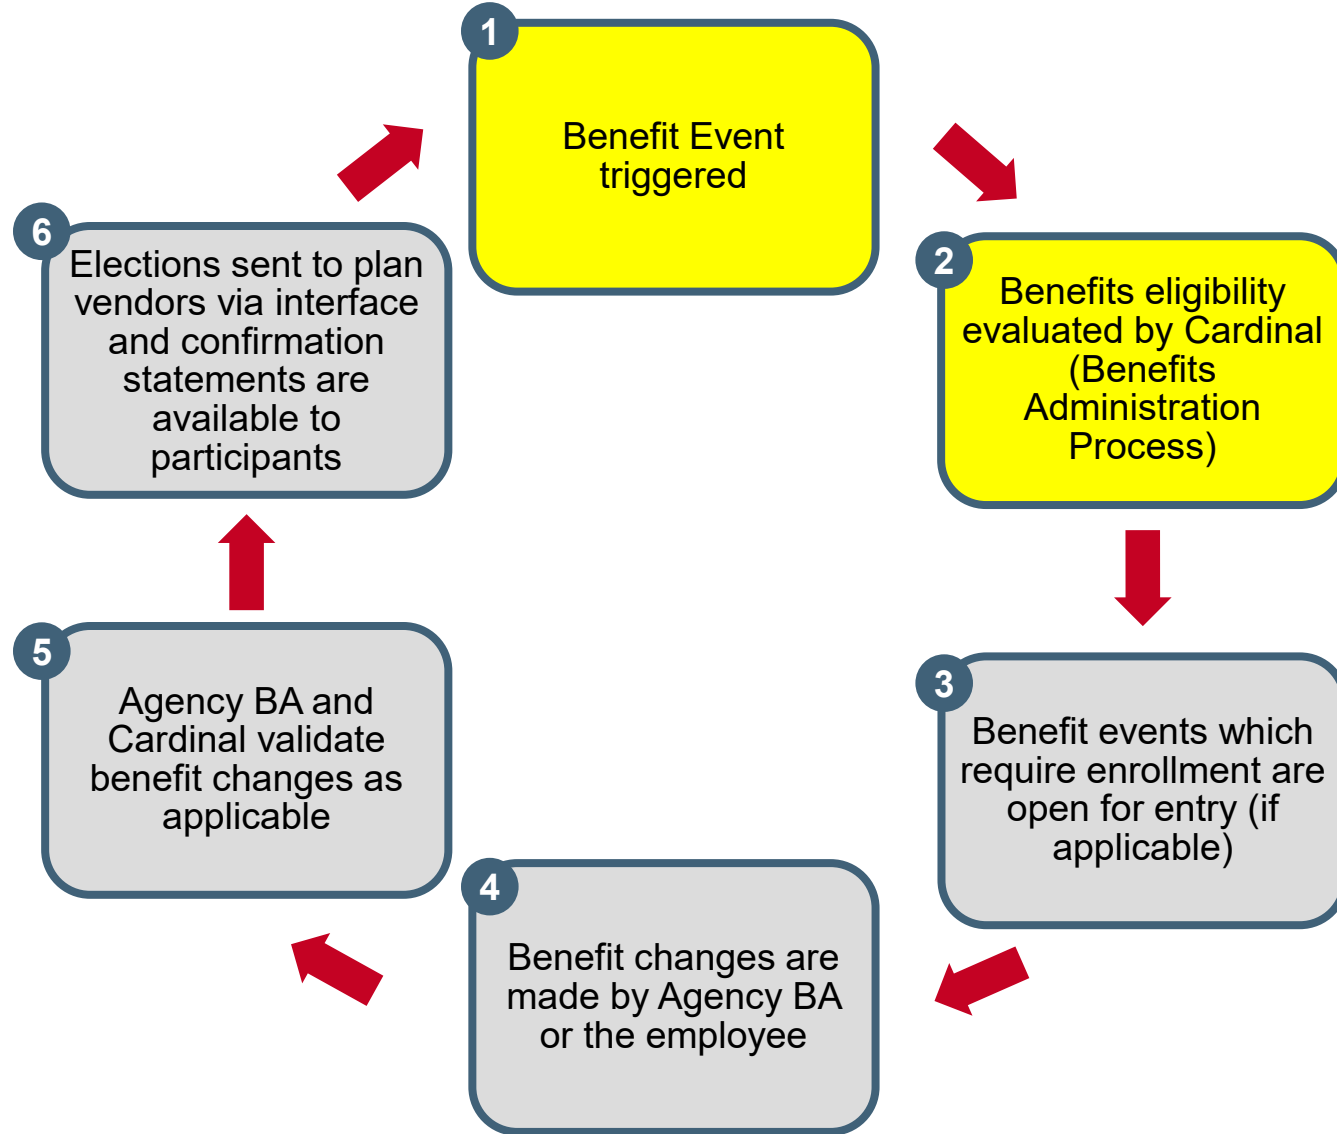 1
Benefit Event
triggered
2
Benefits eligibility
evaluated by Cardinal
(Benefits
Administration
Process)
3
Benefit events which
require enrollment are
open for entry (if
applicable)
4
Benefit changes are
made by Agency BA
or the employee
5
Agency BA and
Cardinal validate
benefit changes as
applicable
6
Elections sent to plan
vendors via interface
and confirmation
statements are
available to
participants